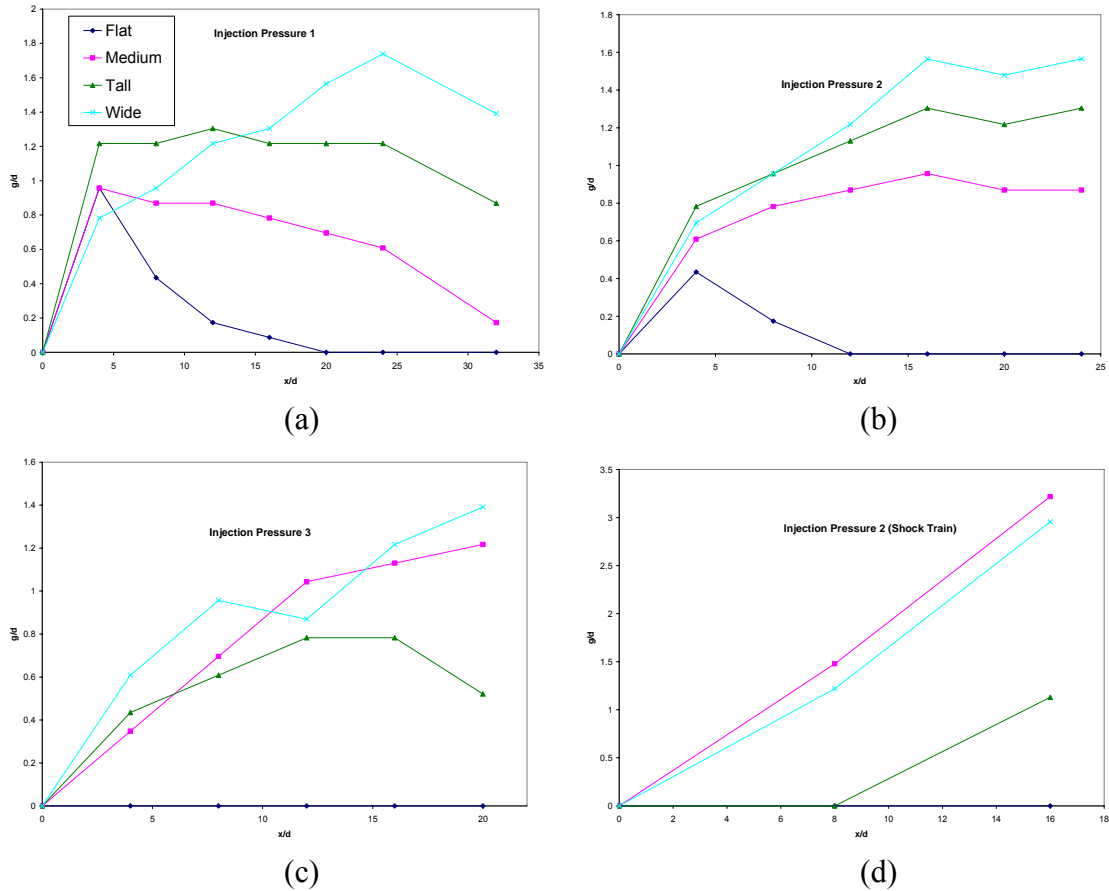 Injection Pressure 1
Flat
Medium
Tall
Wide
2
1.8
1.6
1.4
1.2
1
0.8
0.6
0.4
0.2
0
g/d
0 5 10 15 20 25 30 35
x/d
(a)
Injection Pressure 2
1.8
1.6
1.4
1.2
1
0.8
0.6
0.4
0.2
0
g/d
0 5 10 15 20 25
x/d
(b)
Injection Pressure 3
1.6
1.4
1.2
1
0.8
0.6
0.4
0.2
0
g/d
0 5 10 15 20
x/d
(c)
Injection Pressure 2 (Shock Train)
3.5
3
2.5
2
1.5
1
0.5
0
g/d
0 2 4 6 8 10 12 14 16 18
x/d
(d)